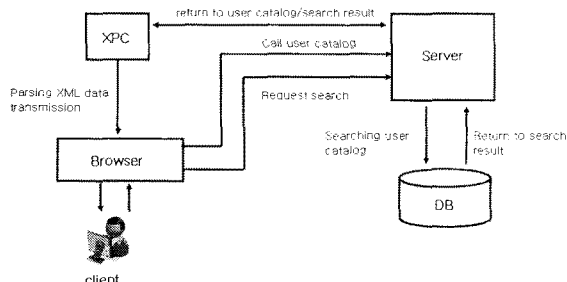 return to user catalog/search result
XPC
Call user catalog
Server
Parsing XML data
transmission
Request search
Browser
Searching user
catalog
Return to search
result
DB
client